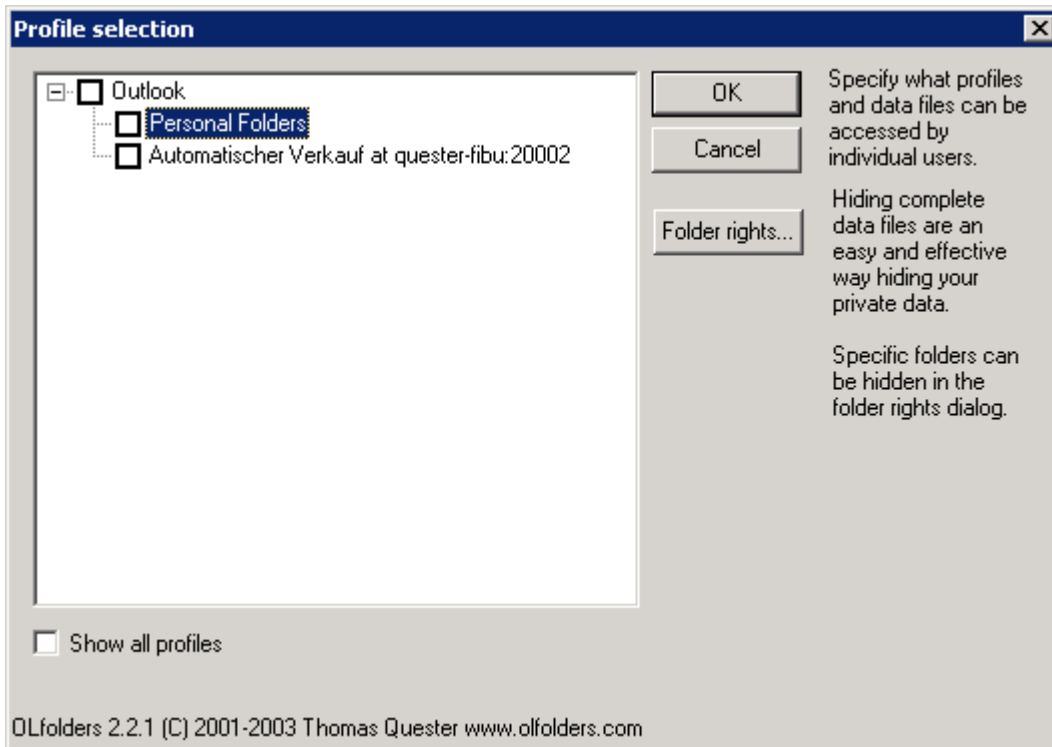 Profile selection
Outlook
Personal Folders
Automatischer Verkauf at quester-fibu:20002
OK
Cancel
Folder rights...
Specify what profiles
and data files can be
accessed by
individual users.
Hiding complete
data files are an
easy and effective
way hiding your
private data.
Specific folders can
be hidden in the
folder rights dialog.
Show all profiles
OLfolders 2.2.1 (C) 2001-2003 Thomas Quester www.olfolders.com